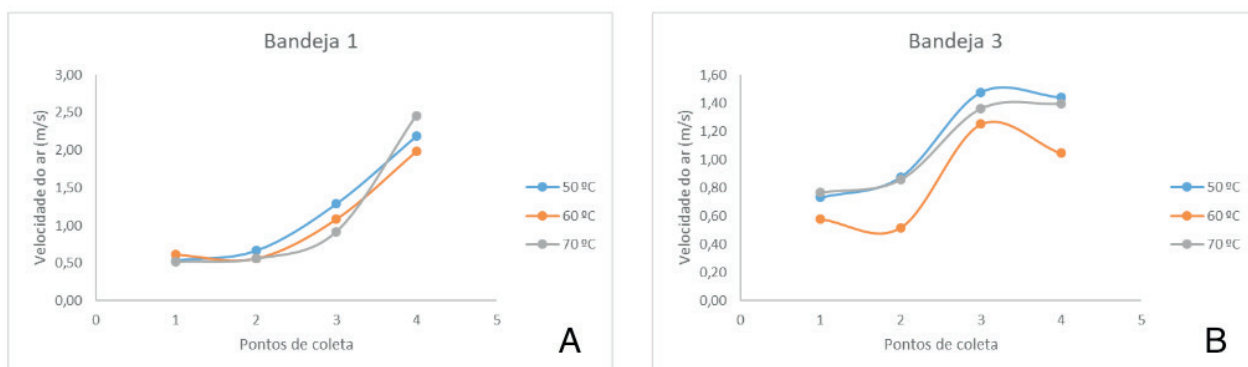 Bandeja 1
Velocidade do ar (m/s)
3,00
2,50
2,00
1,50
1,00
0,50
0,00
0 1 2 3 4 5
Pontos de coleta
50 ºC
60 ºC
70 ºC
A
Bandeja 3
Velocidade do ar (m/s)
1,60
1,40
1,20
1,00
0,80
0,60
0,40
0,20
0,00
0 1 2 3 4 5
Pontos de coleta
50 ºC
60 ºC
70 ºC
B